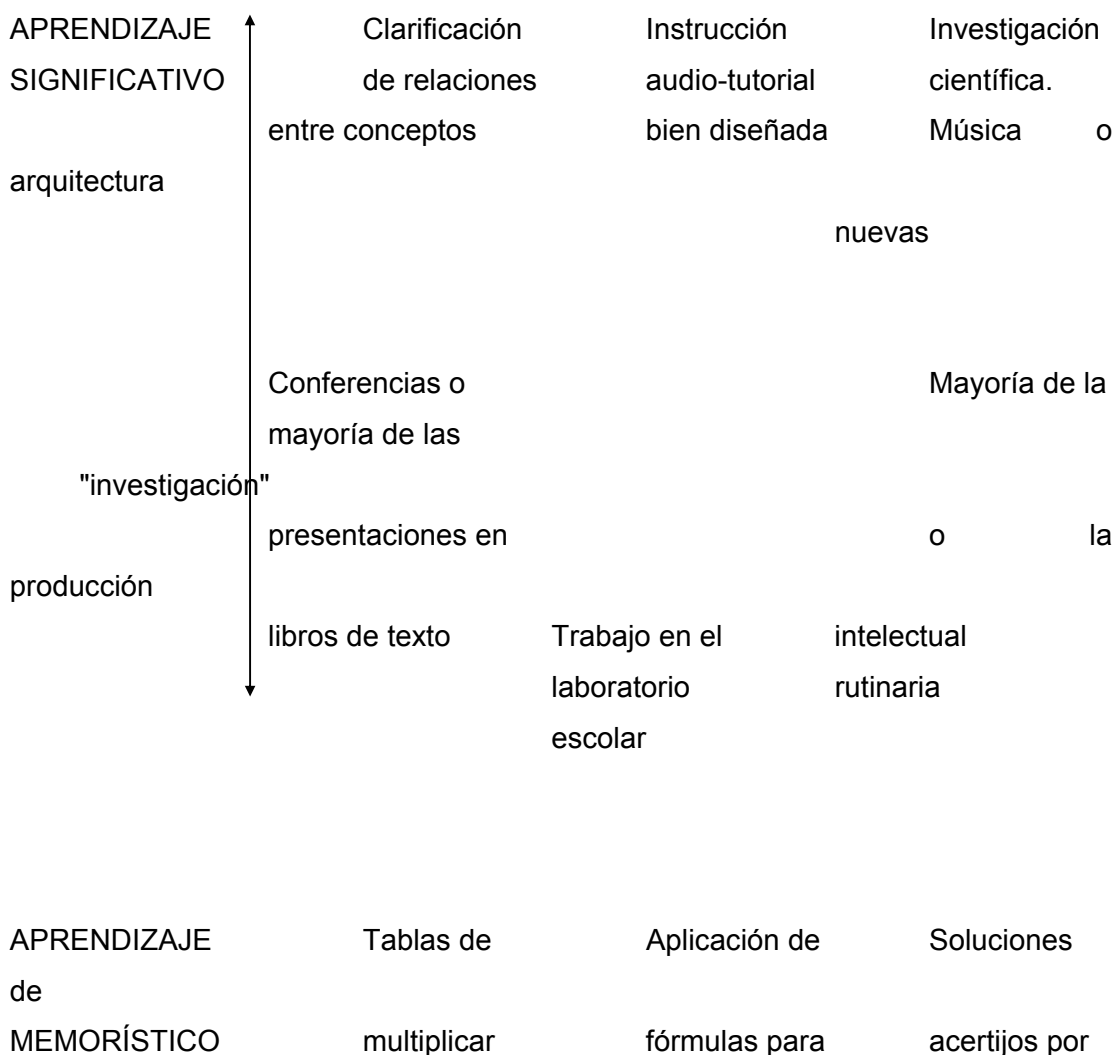 APRENDIZAJE Clarificación Instrucción Investigación
SIGNIFICATIVO de relaciones audio-tutorial científica.
entre conceptos bien diseñada Música o
arquitectura
nuevas
Conferencias o Mayoría de la
mayoría de las
"investigación"
presentaciones en o la
producción
libros de texto Trabajo en el intelectual
laboratorio rutinaria
escolar
APRENDIZAJE Tablas de Aplicación de Soluciones
de
MEMORÍSTICO multiplicar fórmulas para acertijos por